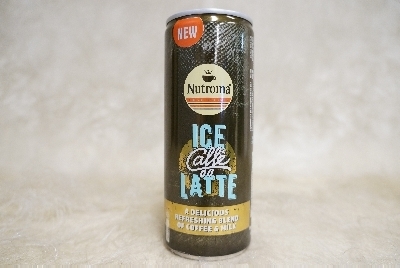 NEW
Nutroma
ICE
Caffè
LATTE
A DELICIOUS
REFRESHING BLEND
OF COFFEE & MILK